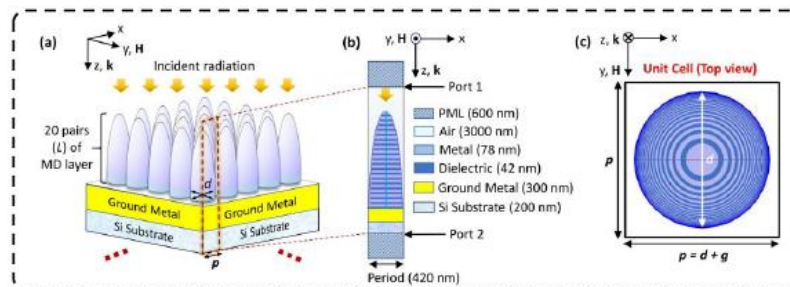 (a)
x
y, H
z, k
Incident radiation
20 pairs
(L) of
MD layer
d
Ground Metal
Ground Metal
Si Substrate
Si Substrate
p
(b)
y, H
x
z, k
Port 1
PML (600 nm)
Air (3000 nm)
Metal (78 nm)
Dielectric (42 nm)
Ground Metal (300 nm)
Si Substrate (200 nm)
Port 2
Period (420 nm)
(c)
z, k
x
y, H
Unit Cell (Top view)
p
d
p = d + g